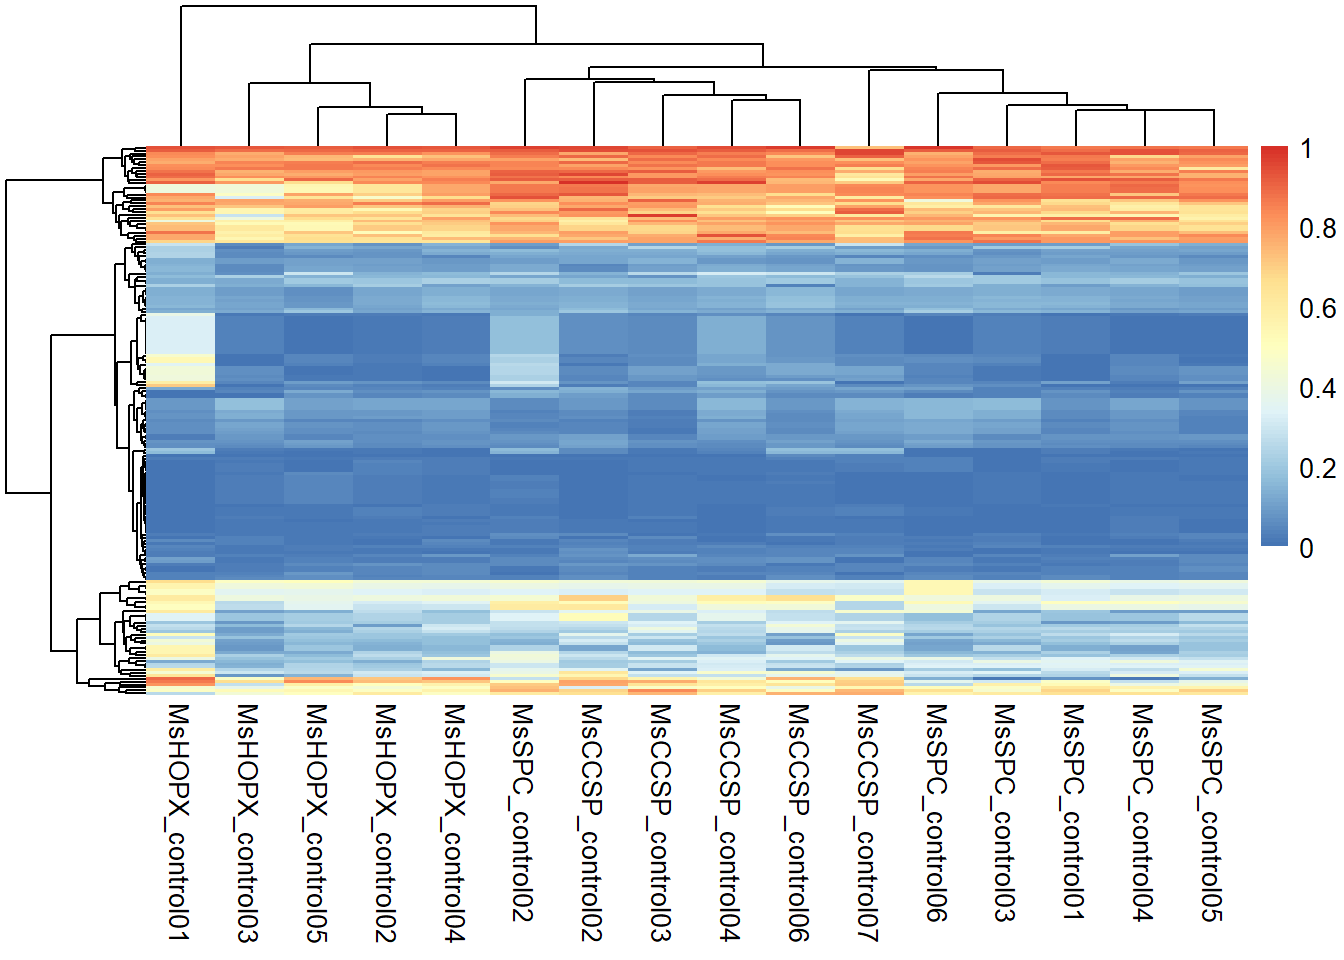 1
0.8
0.6
0.4
0.2
0
MsHOPX_control01
MsHOPX_control03
MsHOPX_control05
MsHOPX_control02
MsHOPX_control04
MsSPC_control02
MsCCSP_control02
MsCCSP_control03
MsCCSP_control04
MsCCSP_control06
MsCCSP_control07
MsSPC_control06
MsSPC_control03
MsSPC_control01
MsSPC_control04
MsSPC_control05